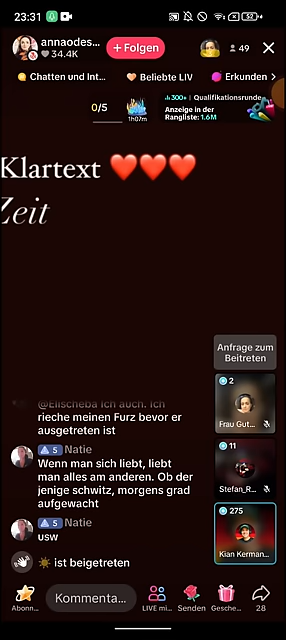 23:31
52
annaodes...
34.4K
+ Folgen
49
Chatten und Int...
Beliebte LIV
Erkunden >
0/5
1h07m
300+ | Qualifikationsrunde
Anzeige in der
Rangliste: 1.6M
Klartext ❤️❤️❤️
Zeit
Anfrage zum
Beitreten
2
Frau Gut...
11
Stefan_R...
275
Kian Kerman...
@Elischeba ich auch. Ich
rieche meinen Furz bevor er
ausgetreten ist
5 Natie
Wenn man sich liebt, liebt
man alles am anderen. Ob der
jenige schwitz, morgens grad
aufgewacht
5 Natie
usw
ist beigetreten
Abonn...
Kommenta...
LIVE mi...
Senden
Gesche...
28